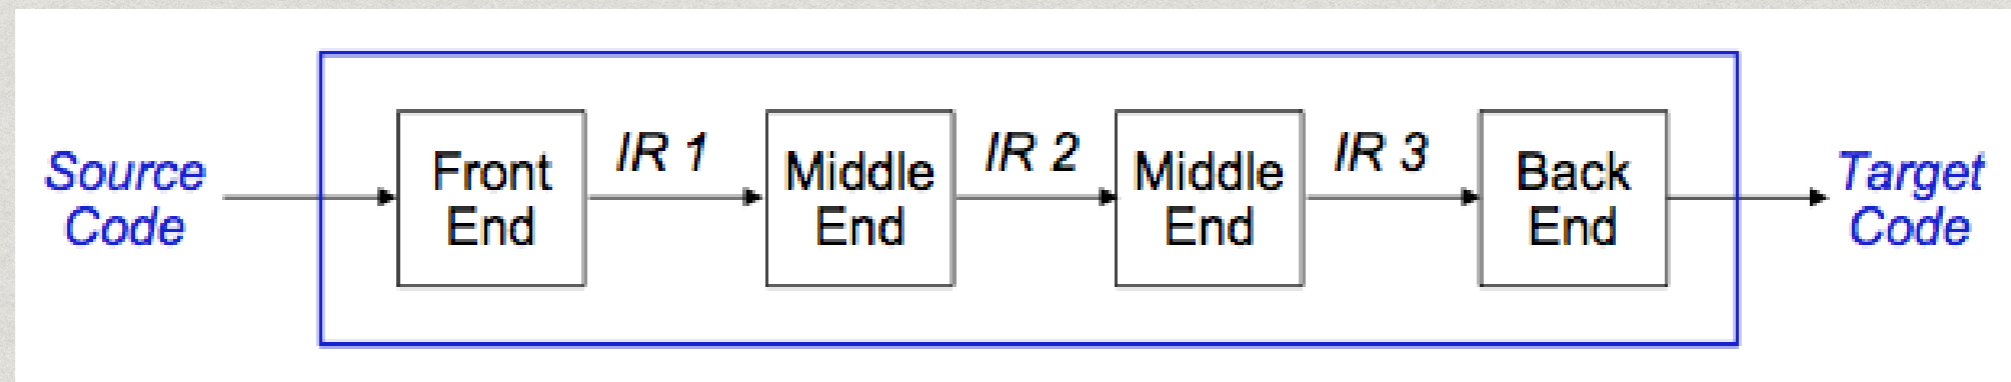 Source
Code
Front
End
IR 1
Middle
End
IR 2
Middle
End
IR 3
Back
End
Target
Code